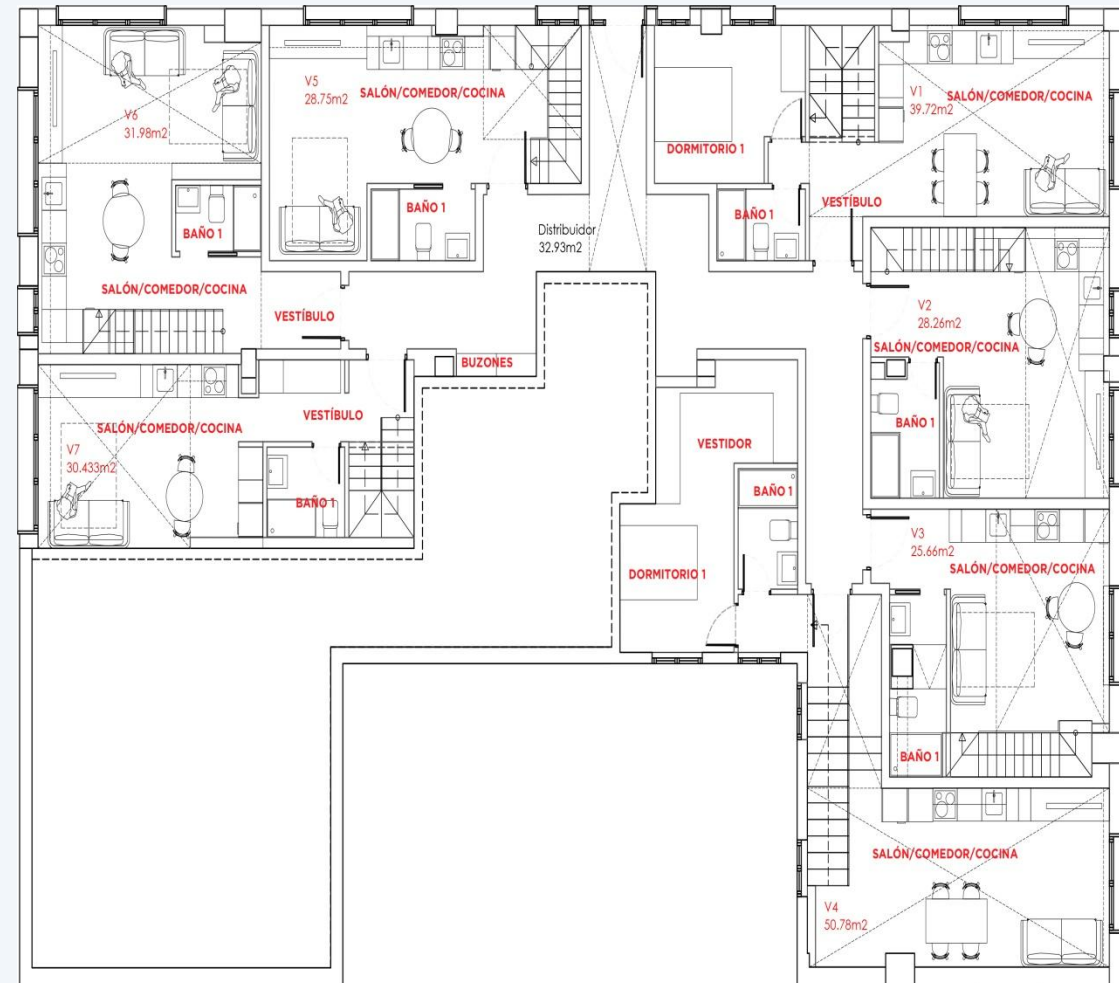 V6
31.98m2
BAÑO 1
SALÓN/COMEDOR/COCINA
VESTÍBULO
V5
28.75m2
SALÓN/COMEDOR/COCINA
BAÑO 1
Distribuidor
32.93m2
DORMITORIO 1
BAÑO 1
VESTÍBULO
V1
39.72m2
SALÓN/COMEDOR/COCINA
V2
28.26m2
SALÓN/COMEDOR/COCINA
BAÑO 1
BUZONES
VESTÍBULO
SALÓN/COMEDOR/COCINA
V7
30.433m2
BAÑO 1
VESTIDOR
BAÑO 1
DORMITORIO 1
V3
25.66m2
SALÓN/COMEDOR/COCINA
BAÑO 1
SALÓN/COMEDOR/COCINA
V4
50.78m2